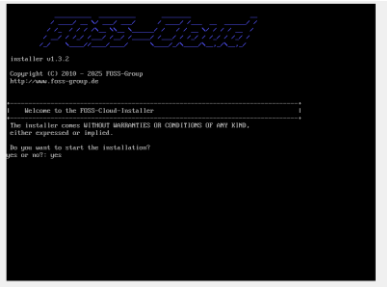 FOSS-Cloud
installer v1.3.2
Copyright (C) 2010 - 2025 FOSS-Group
http://www.foss-group.de
Welcome to the FOSS-Cloud-Installer
The installer comes WITHOUT WARRANTIES OR CONDITIONS OF ANY KIND,
either expressed or implied.
Do you want to start the installation?
yes or no?: yes